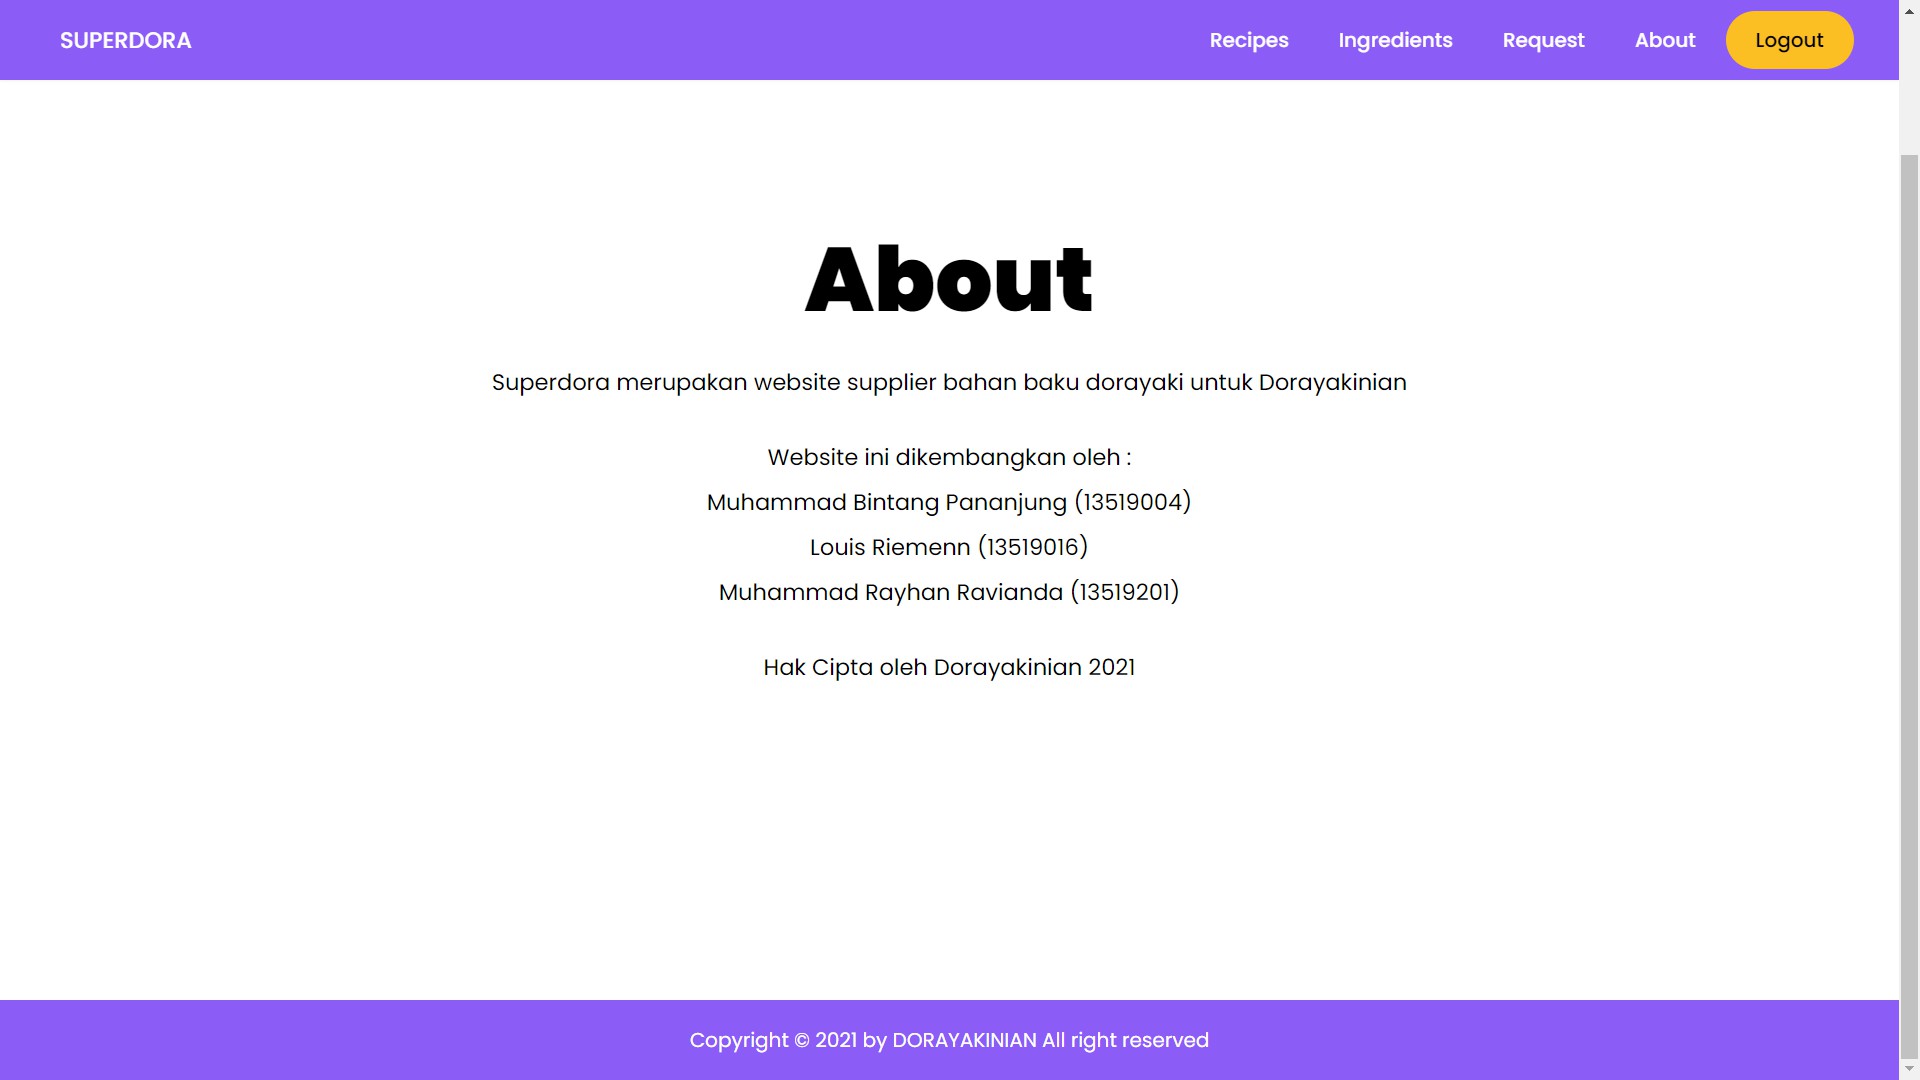 SUPERDORA
Recipes
Ingredients
Request
About
Logout
About
Superdora merupakan website supplier bahan baku dorayaki untuk Dorayakinian
Website ini dikembangkan oleh :
Muhammad Bintang Pananjung (13519004)
Louis Riemenn (13519016)
Muhammad Rayhan Ravianda (13519201)
Hak Cipta oleh Dorayakinian 2021
Copyright © 2021 by DORAYAKINIAN All right reserved